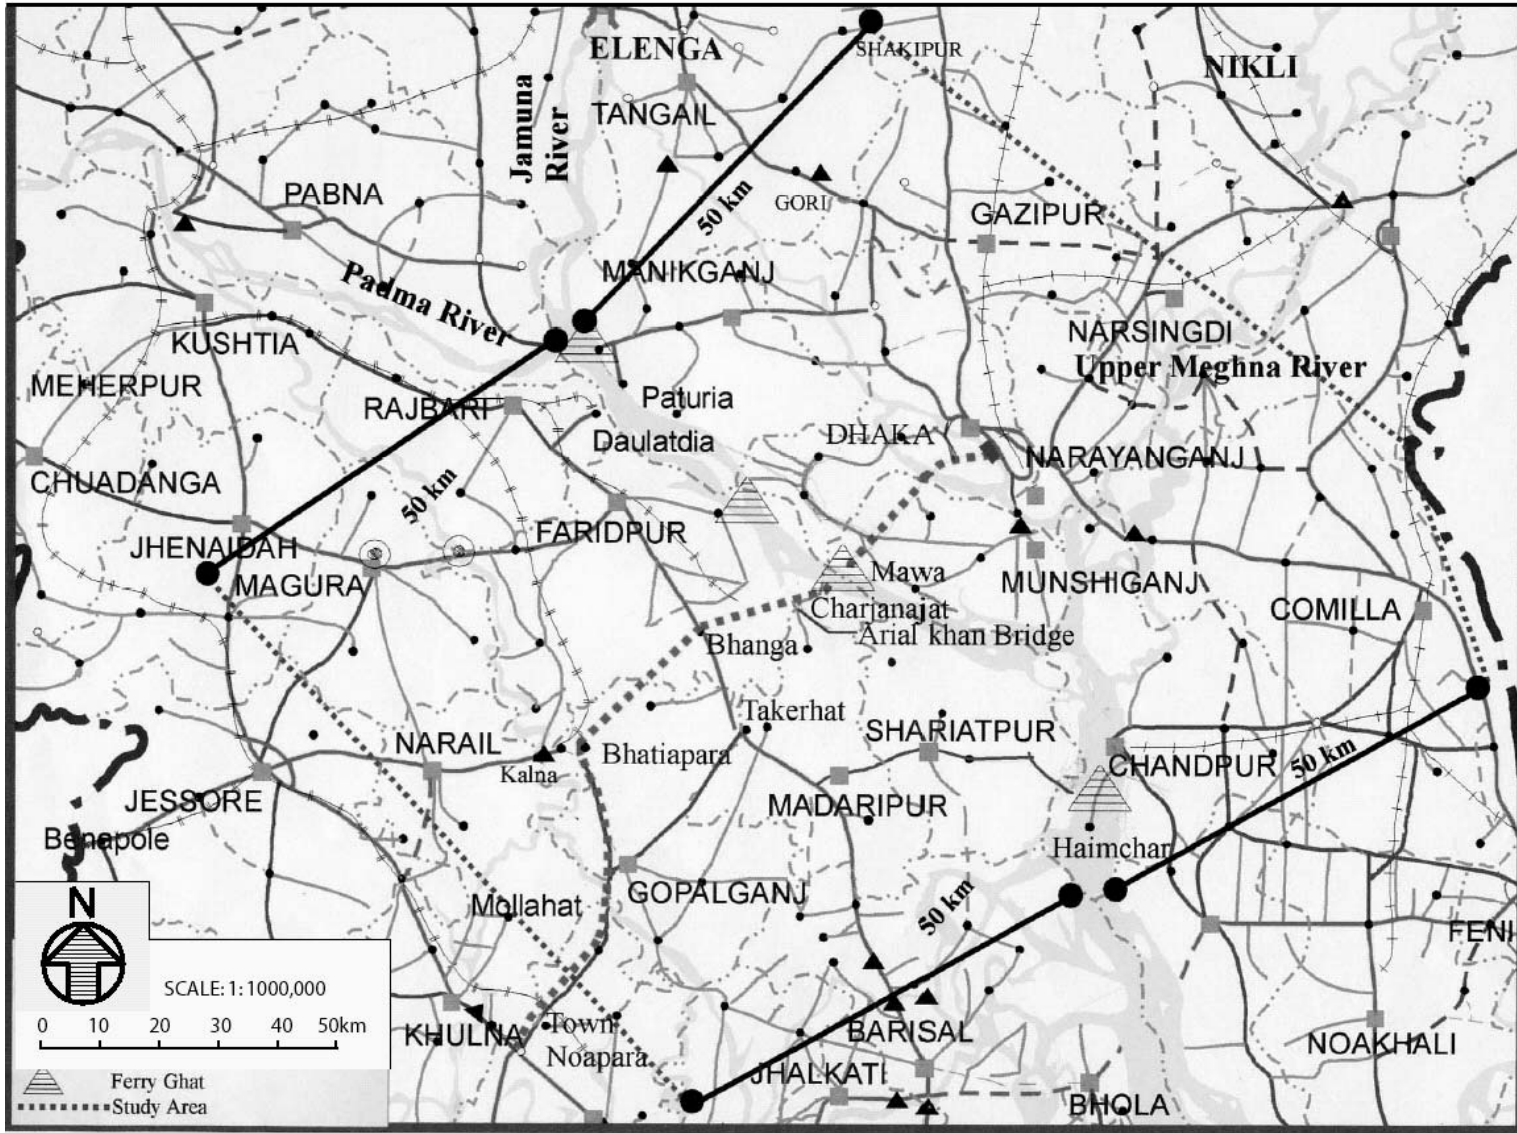 ELENGA
SHAKIPUR
NIKLI
TANGAIL
Jamuna
River
PABNA
50 km
GORI
GAZIPUR
MANIKGANJ
Padma River
KUSHTIA
NARSINGDI
MEHERPUR
Upper Meghna River
RAJBARI
Paturia
Daulatdia
DHAKA
NARAYANGANJ
CHUADANGA
50 km
FARIDPUR
JHENAIDAH
MAGURA
Mawa
MUNSHIGANJ
Charjanajat
COMILLA
Arial khan Bridge
Bhanga
Takerhat
SHARIATPUR
NARAIL
Bhatiapara
Kalna
CHANDPUR
50 km
JESSORE
MADARIPUR
Benapole
Haimchar
GOPALGANJ
Mollahat
50 km
FENI
N
SCALE: 1: 1000,000
0 10 20 30 40 50km
KHULNA
Town
Noapara
BARISAL
NOAKHALI
JHALKATI
BHOLA
Ferry Ghat
Study Area